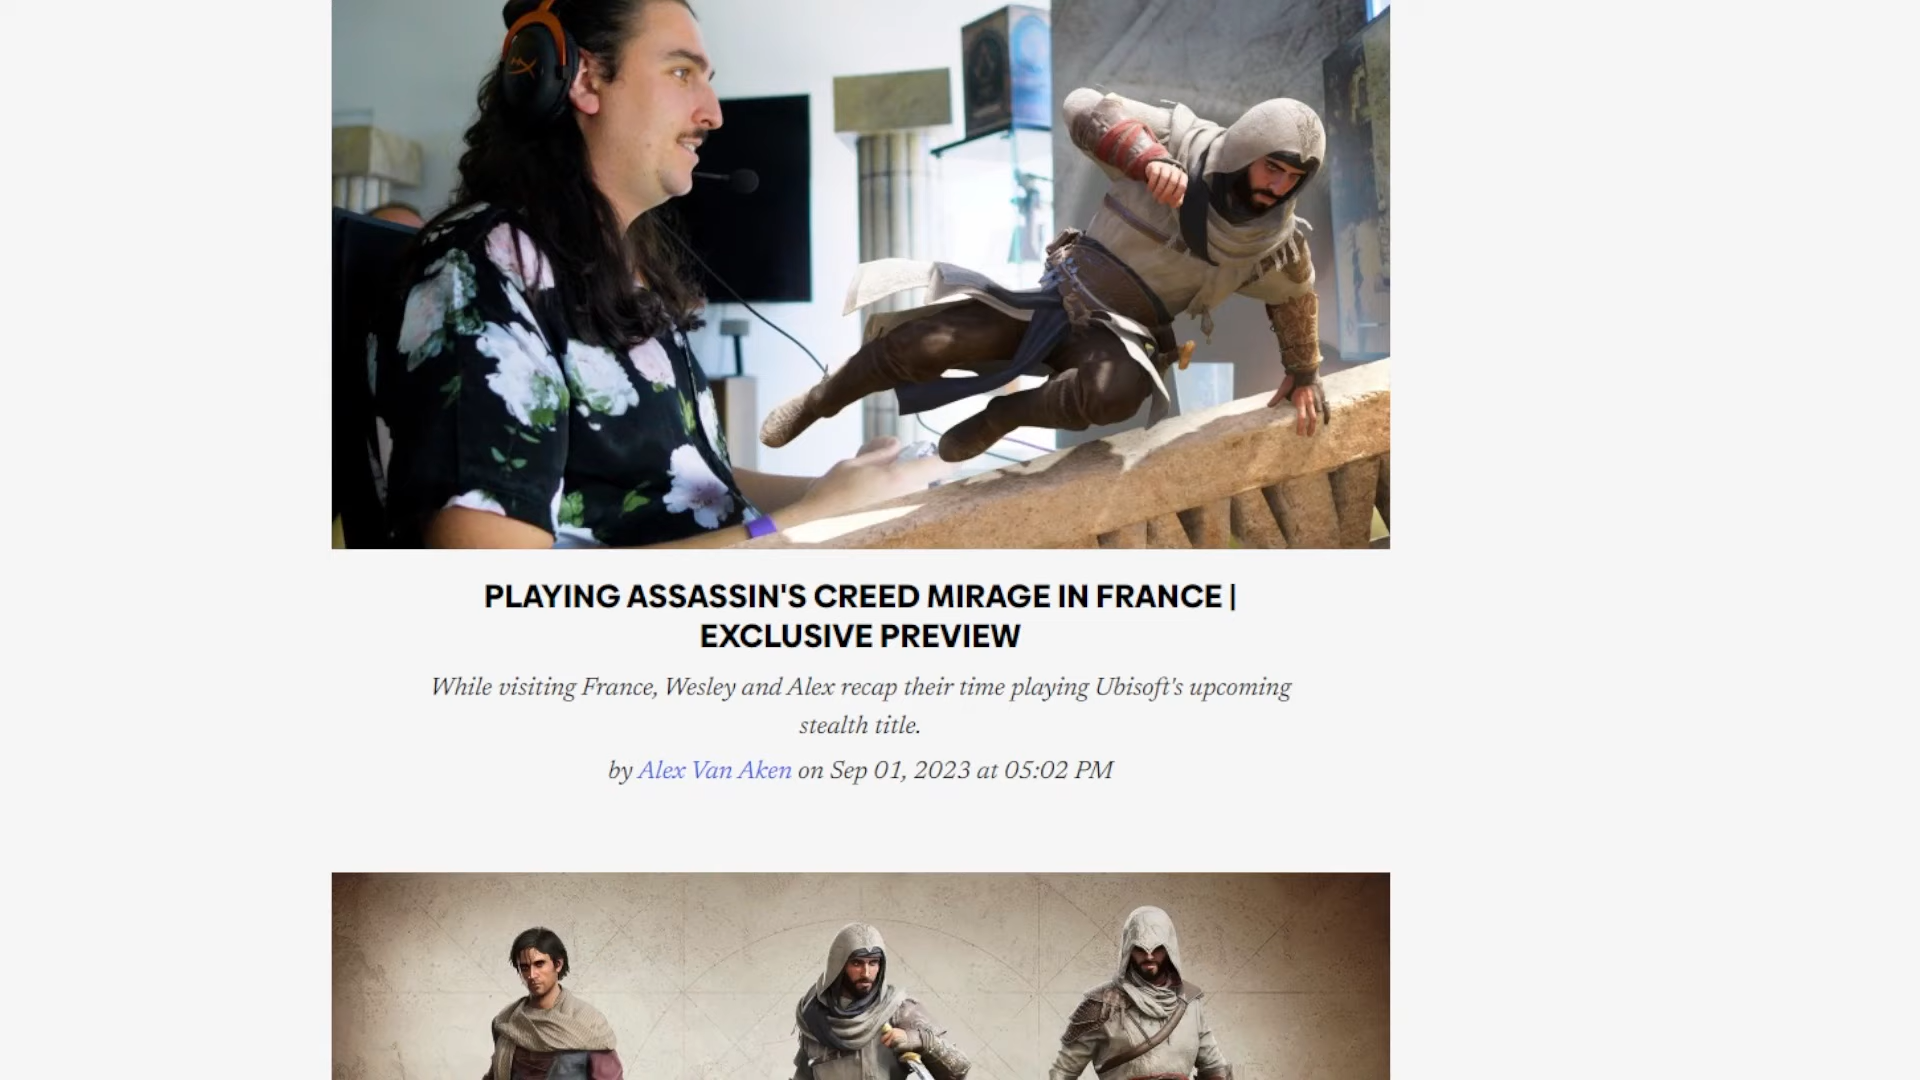 PLAYING ASSASSIN'S CREED MIRAGE IN FRANCE |
EXCLUSIVE PREVIEW
While visiting France, Wesley and Alex recap their time playing Ubisoft's upcoming
stealth title.
by Alex Van Aken on Sep 01, 2023 at 05:02 PM